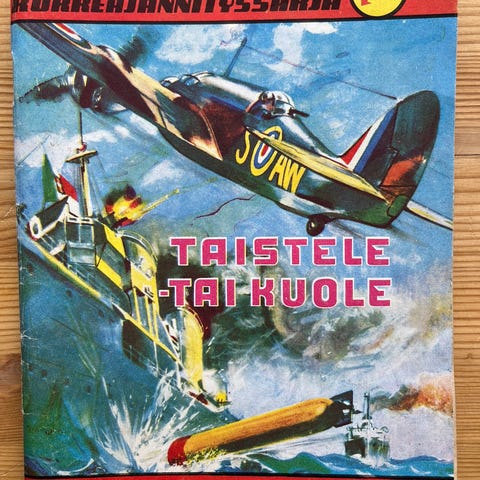 KORKEAJÄNNITYSSARJA
TAISTELE
-TAI KUOLE
S AW